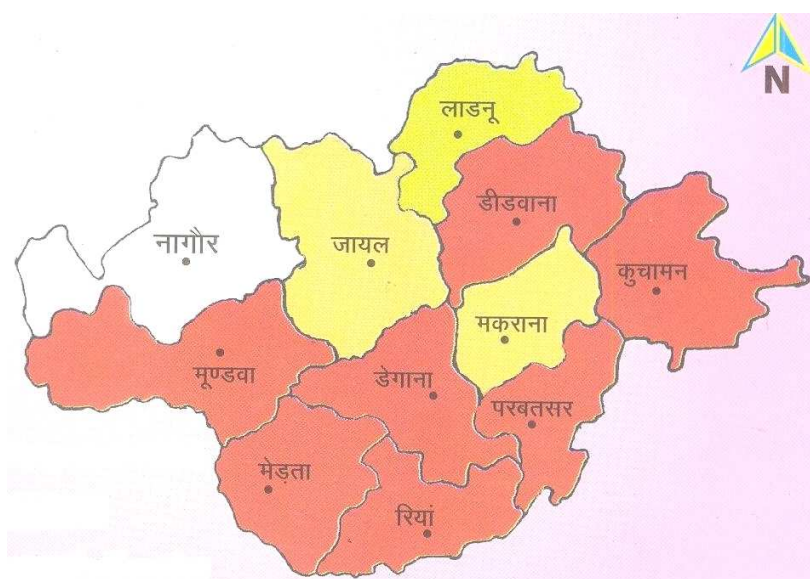 N
लाडनू
डीडवाना
नागौर
जायल
कुचामन
मकराना
मूण्डवा
डेगाना
परबतसर
मेड़ता
रियां